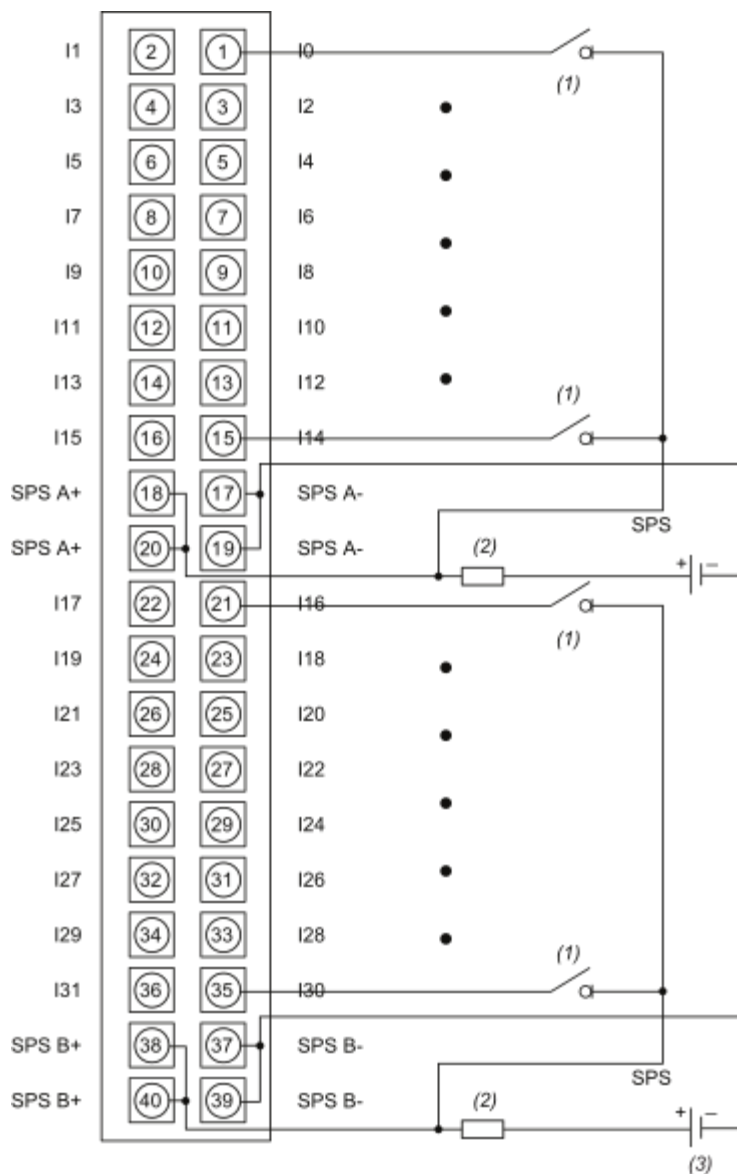 I1 2 1 I0
(1)
I3 4 3 I2
I5 6 5 I4
I7 8 7 I6
I9 10 9 I8
I11 12 11 I10
I13 14 13 I12
(1)
I15 16 15 I14
SPS A+ 18 17 SPS A-
SPS
SPS A+ 20 19 SPS A- (2)
+ −
I17 22 21 I16
(1)
I19 24 23 I18
I21 26 25 I20
I23 28 27 I22
I25 30 29 I24
I27 32 31 I26
I29 34 33 I28
(1)
I31 36 35 I30
SPS B+ 38 37 SPS B-
SPS
SPS B+ 40 39 SPS B- (2)
+ −
(3)